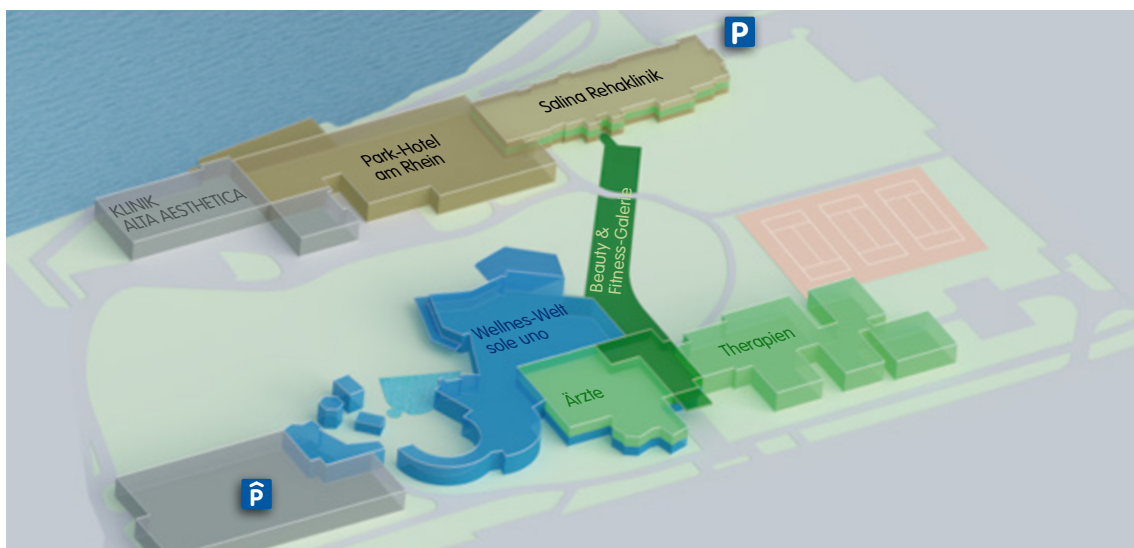 P
Salina Rehaklinik
Park-Hotel
am Rhein
KLINIK
ALTA AESTHETICA
Beauty &
Fitness-Galerie
Wellnes-Welt
sole uno
Therapien
Ärzte
P